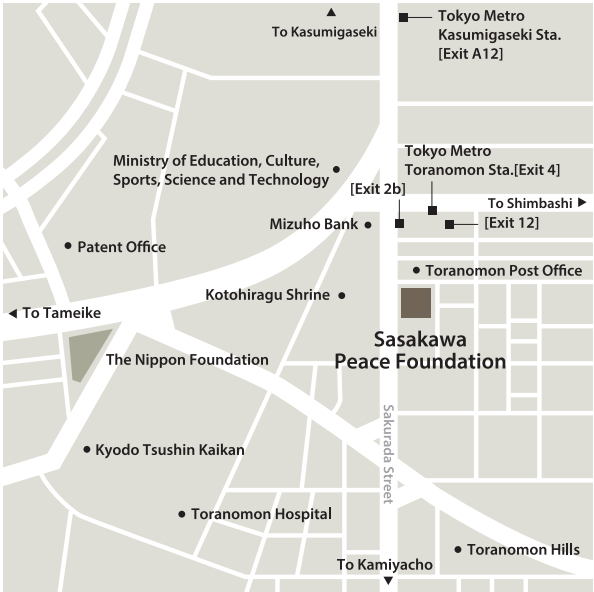 Tokyo Metro
Kasumigaseki Sta.
[Exit A12]
To Kasumigaseki
Tokyo Metro
Toranomon Sta.[Exit 4]
Ministry of Education, Culture,
Sports, Science and Technology
[Exit 2b]
To Shimbashi
Mizuho Bank
[Exit 12]
Patent Office
Toranomon Post Office
Kotohiragu Shrine
To Tameike
Sasakawa
Peace Foundation
The Nippon Foundation
Sakurada Street
Kyodo Tsushin Kaikan
Toranomon Hospital
Toranomon Hills
To Kamiyacho